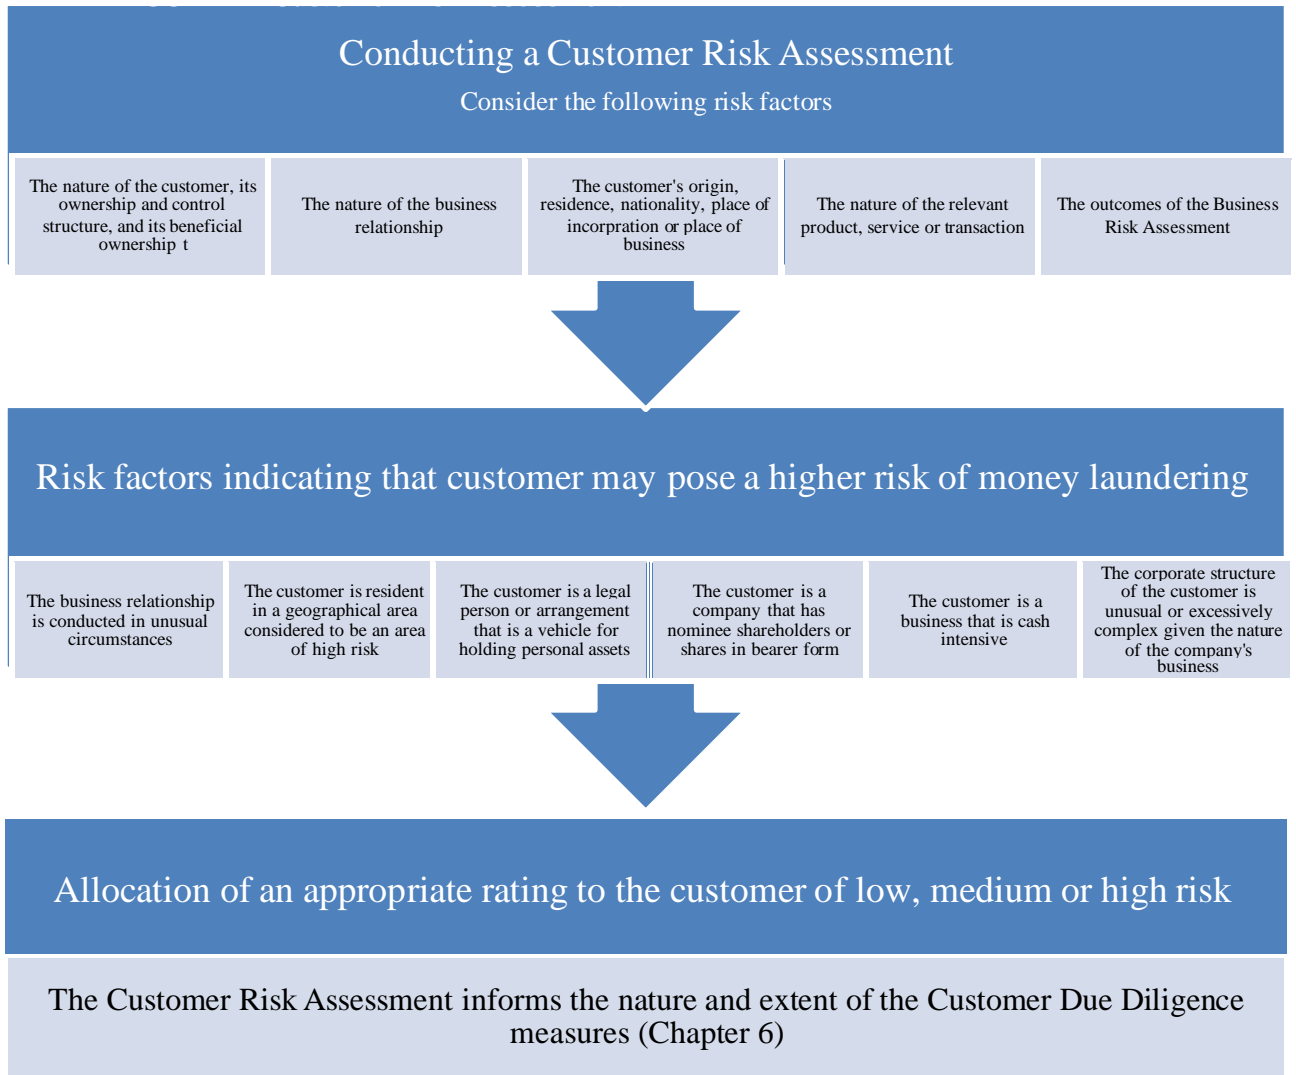 Conducting a Customer Risk Assessment
Consider the following risk factors
The nature of the customer, its
ownership and control
structure, and its beneficial
ownership t
The nature of the business
relationship
The customer's origin,
residence, nationality, place of
incorpration or place of
business
The nature of the relevant
product, service or transaction
The outcomes of the Business
Risk Assessment
Risk factors indicating that customer may pose a higher risk of money laundering
The business relationship
is conducted in unusual
circumstances
The customer is resident
in a geographical area
considered to be an area
of high risk
The customer is a legal
person or arrangement
that is a vehicle for
holding personal assets
The customer is a
company that has
nominee shareholders or
shares in bearer form
The customer is a
business that is cash
intensive
The corporate structure
of the customer is
unusual or excessively
complex given the nature
of the company's
business
Allocation of an appropriate rating to the customer of low, medium or high risk
The Customer Risk Assessment informs the nature and extent of the Customer Due Diligence
measures (Chapter 6)